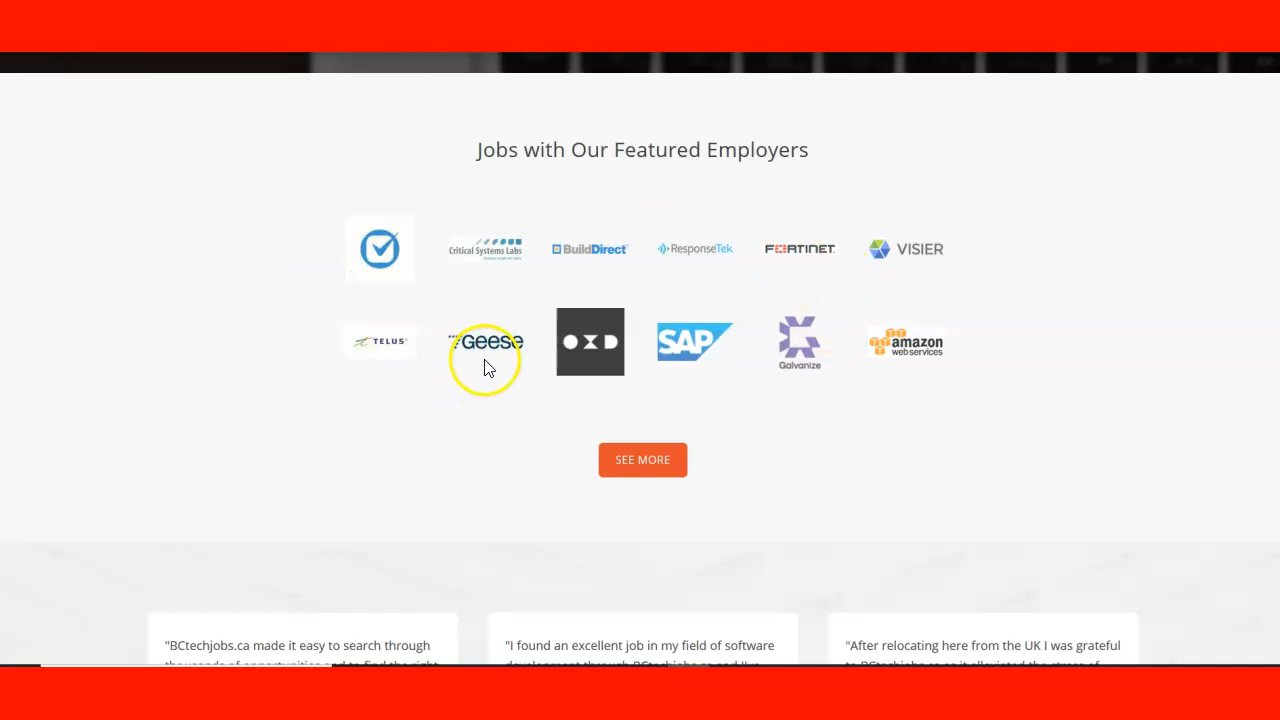 Jobs with Our Featured Employers
Critical Systems Labs
BuildDirect
ResponseTek
FORTINET
VISIER
TELUS
Geese
OXD
SAP
Galvanize
amazon
webservices
SEE MORE
"BCtechjobs.ca made it easy to search through
"I found an excellent job in my field of software
"After relocating here from the UK I was grateful